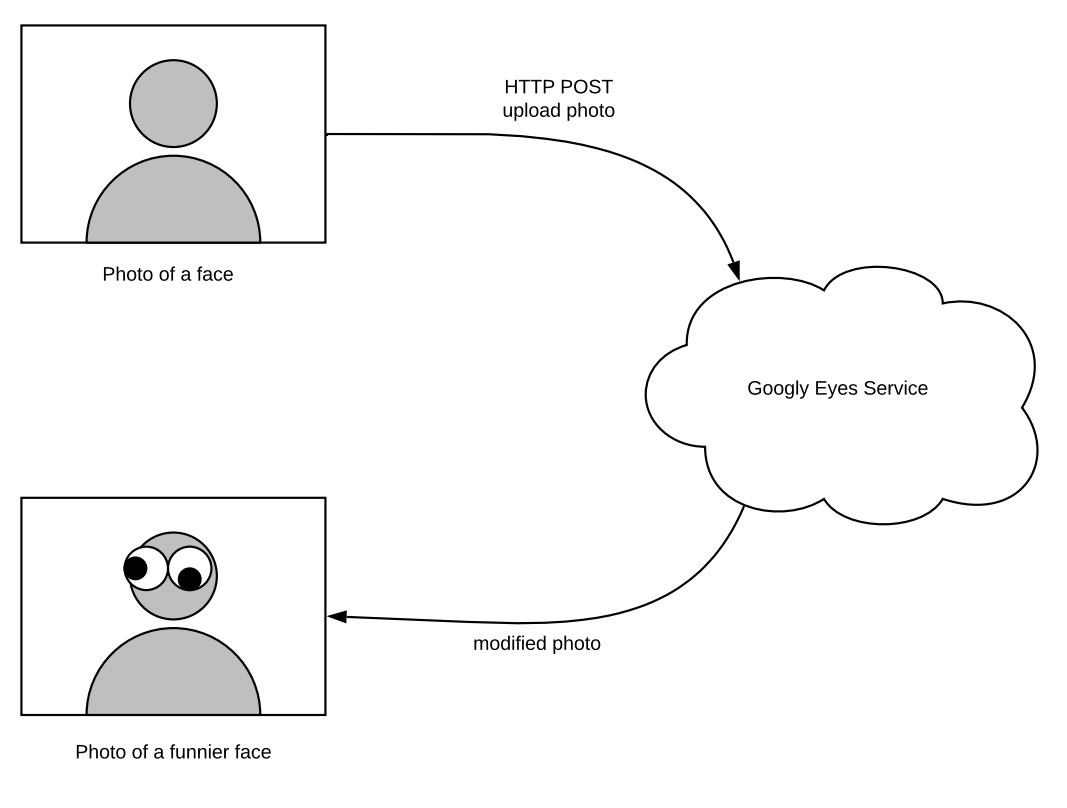 HTTP POST
upload photo
Photo of a face
Googly Eyes Service
modified photo
Photo of a funnier face